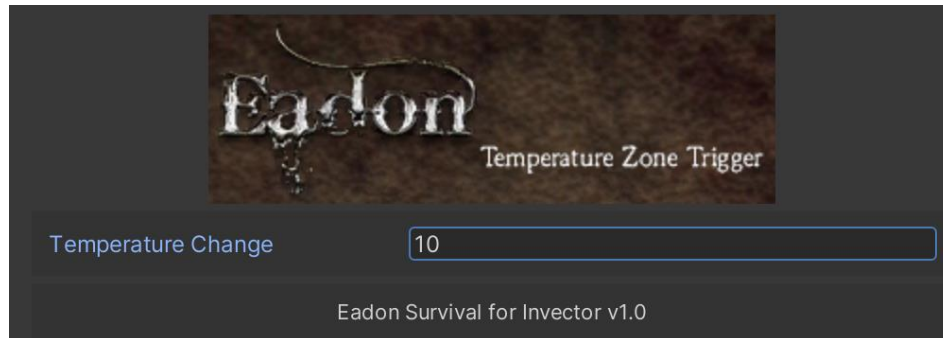 Eadon
Temperature Zone Trigger
Temperature Change 10
Eadon Survival for Invector v1.0